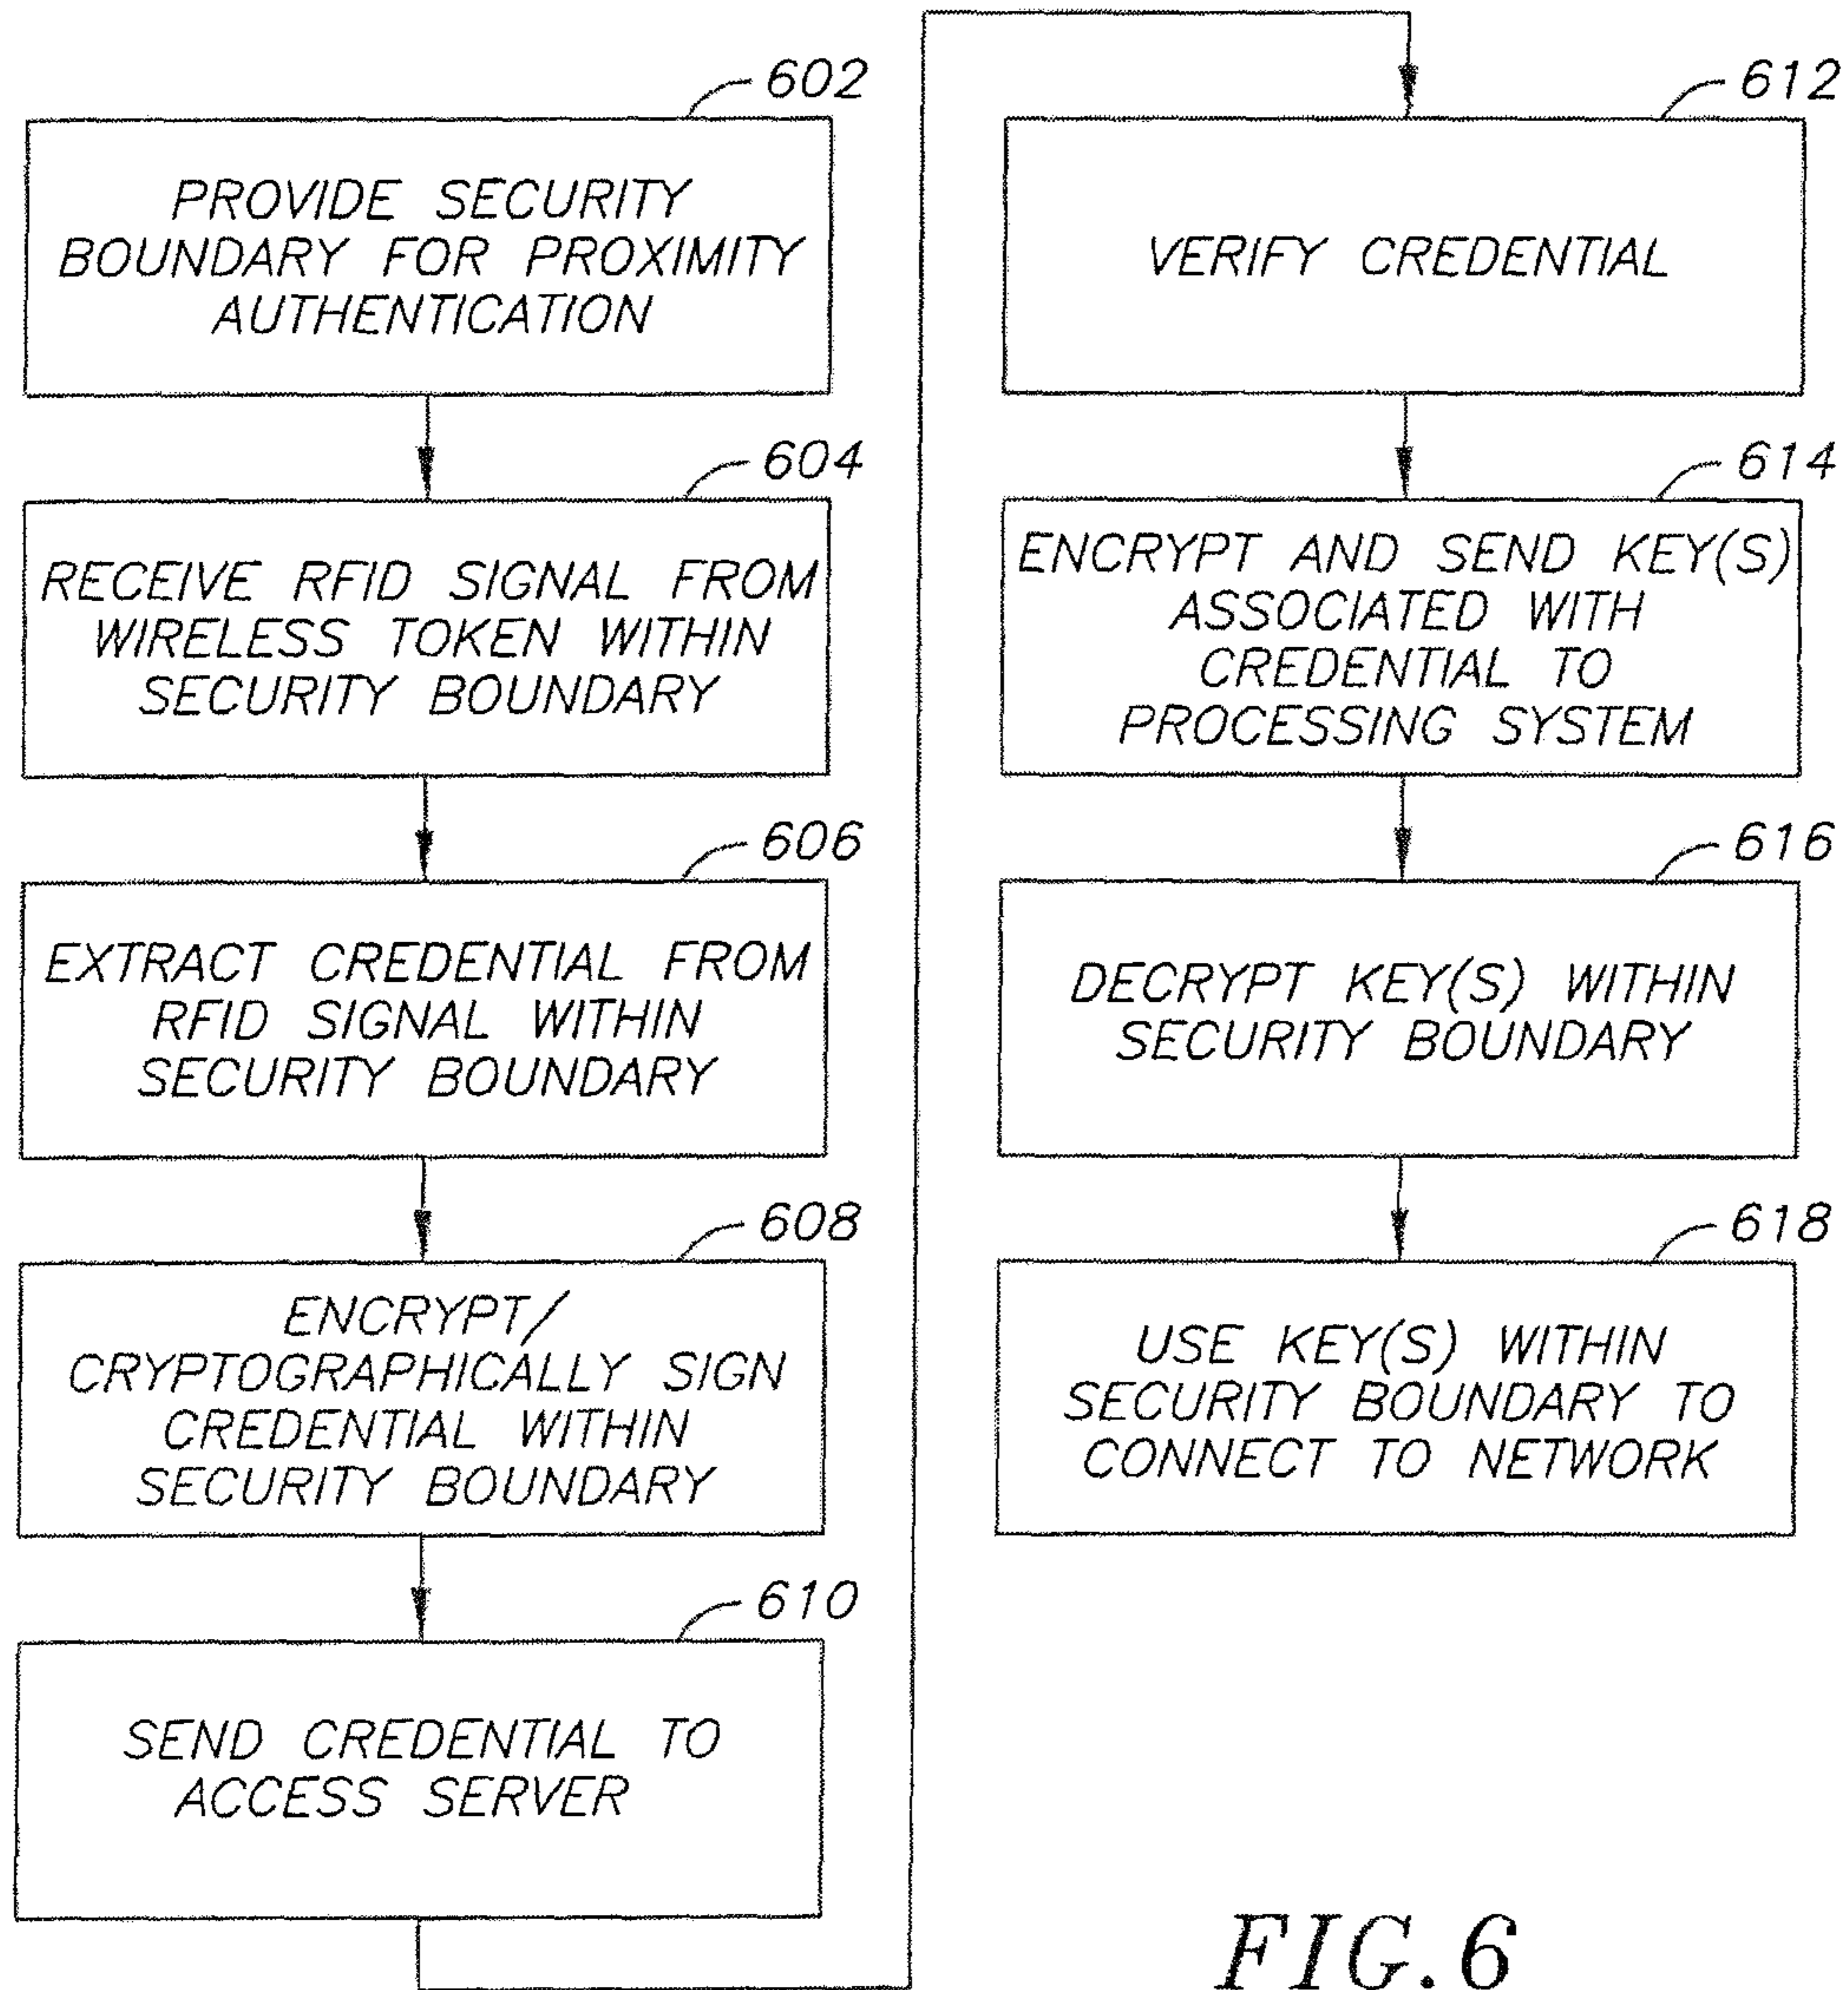 602
PROVIDE SECURITY
BOUNDARY FOR PROXIMITY
AUTHENTICATION
604
RECEIVE RFID SIGNAL FROM
WIRELESS TOKEN WITHIN
SECURITY BOUNDARY
606
EXTRACT CREDENTIAL FROM
RFID SIGNAL WITHIN
SECURITY BOUNDARY
608
ENCRYPT/
CRYPTOGRAPHICALLY SIGN
CREDENTIAL WITHIN
SECURITY BOUNDARY
610
SEND CREDENTIAL TO
ACCESS SERVER
612
VERIFY CREDENTIAL
614
ENCRYPT AND SEND KEY(S)
ASSOCIATED WITH
CREDENTIAL TO
PROCESSING SYSTEM
616
DECRYPT KEY(S) WITHIN
SECURITY BOUNDARY
618
USE KEY(S) WITHIN
SECURITY BOUNDARY TO
CONNECT TO NETWORK
FIG.6